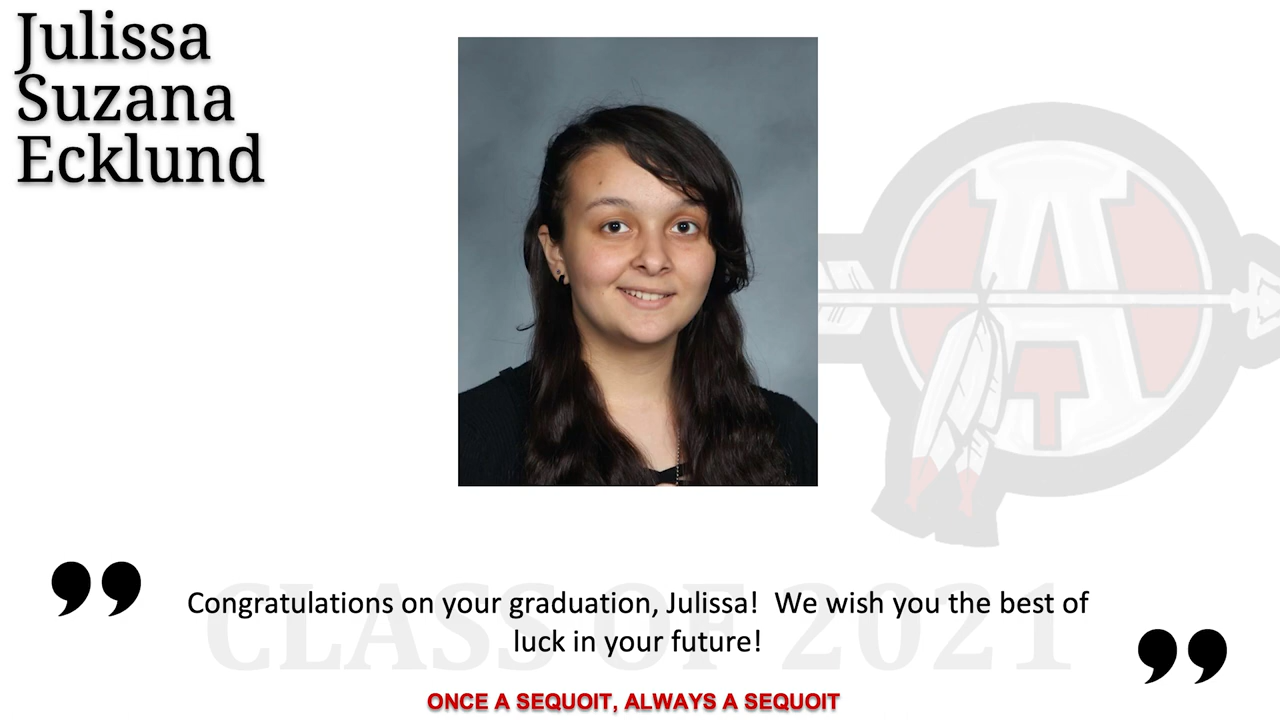 Julissa
Suzana
Ecklund
A
CLASS OF 2021
Congratulations on your graduation, Julissa!  We wish you the best of
luck in your future!
ONCE A SEQUOIT, ALWAYS A SEQUOIT